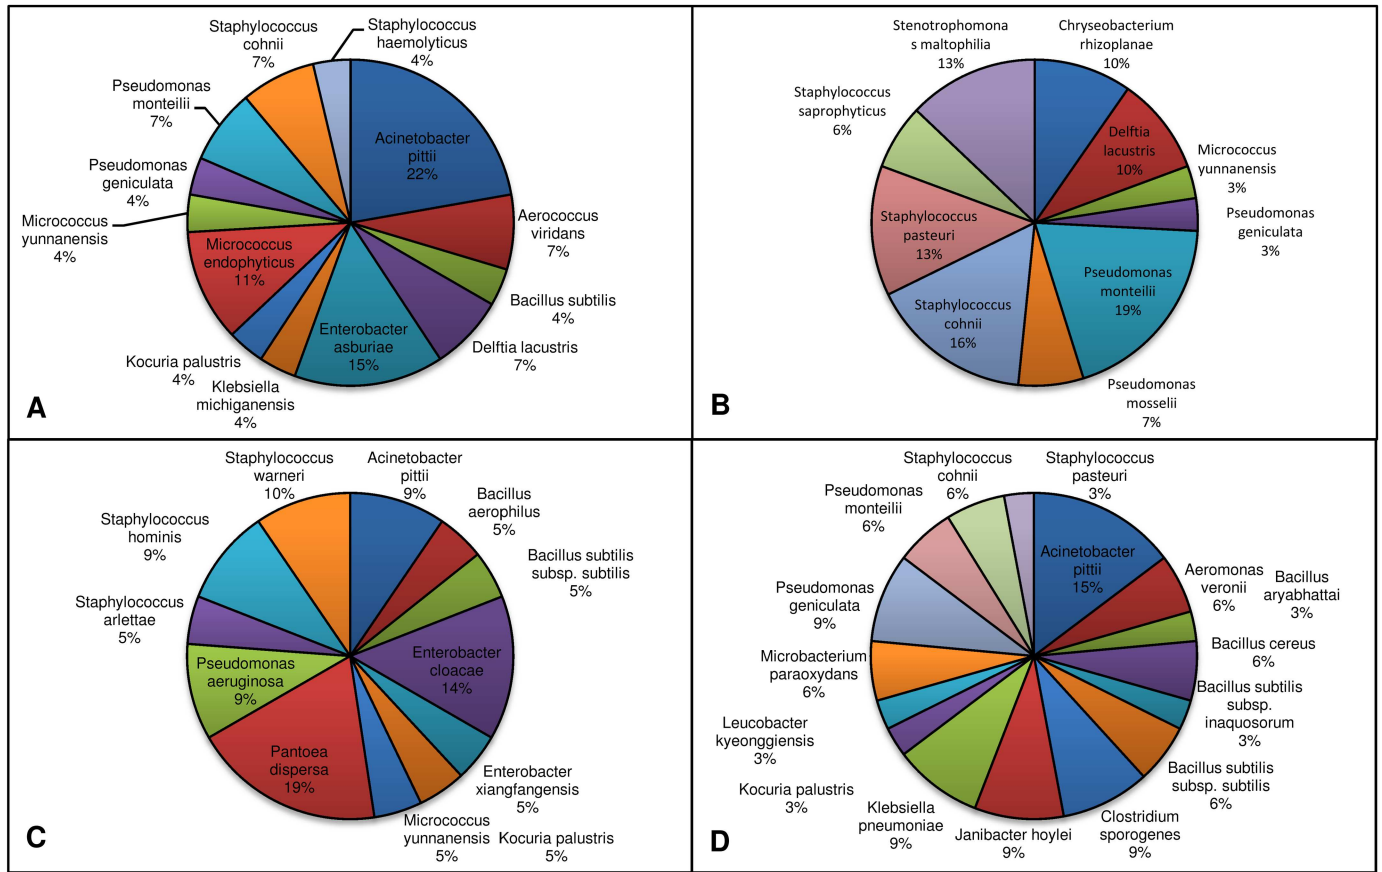 Staphylococcus
cohnii
7%
Staphylococcus
haemolyticus
4%
Pseudomonas
monteilii
7%
Acinetobacter
pittii
22%
Pseudomonas
geniculata
4%
Aerococcus
viridans
7%
Micrococcus
yunnanensis
4%
Micrococcus
endophyticus
11%
Bacillus subtilis
4%
Enterobacter
asburiae
15%
Delftia lacustris
7%
Kocuria palustris
4%
Klebsiella
michiganensis
4%
A
Stenotrophomona
s maltophilia
13%
Chryseobacterium
rhizoplanae
10%
Staphylococcus
saprophyticus
6%
Delftia
lacustris
10%
Micrococcus
yunnanensis
3%
Staphylococcus
pasteuri
13%
Pseudomonas
geniculata
3%
Pseudomonas
monteilii
19%
Staphylococcus
cohnii
16%
Pseudomonas
mosselii
7%
B
Staphylococcus
warneri
10%
Acinetobacter
pittii
9%
Bacillus
aerophilus
5%
Staphylococcus
hominis
9%
Bacillus subtilis
subsp. subtilis
5%
Staphylococcus
arlettae
5%
Enterobacter
cloacae
14%
Pseudomonas
aeruginosa
9%
Pantoea
dispersa
19%
Enterobacter
xiangfangensis
5%
Micrococcus
yunnanensis
5%
Kocuria palustris
5%
C
Staphylococcus
cohnii
6%
Staphylococcus
pasteuri
3%
Pseudomonas
monteilii
6%
Acinetobacter
pittii
15%
Aeromonas
veronii
6%
Bacillus
aryabhattai
3%
Pseudomonas
geniculata
9%
Bacillus cereus
6%
Microbacterium
paraoxydans
6%
Bacillus subtilis
subsp.
inaquosorum
3%
Leucobacter
kyeonggiensis
3%
Bacillus subtilis
subsp. subtilis
6%
Kocuria palustris
3%
Klebsiella
pneumoniae
9%
Janibacter hoylei
9%
Clostridium
sporogenes
9%
D